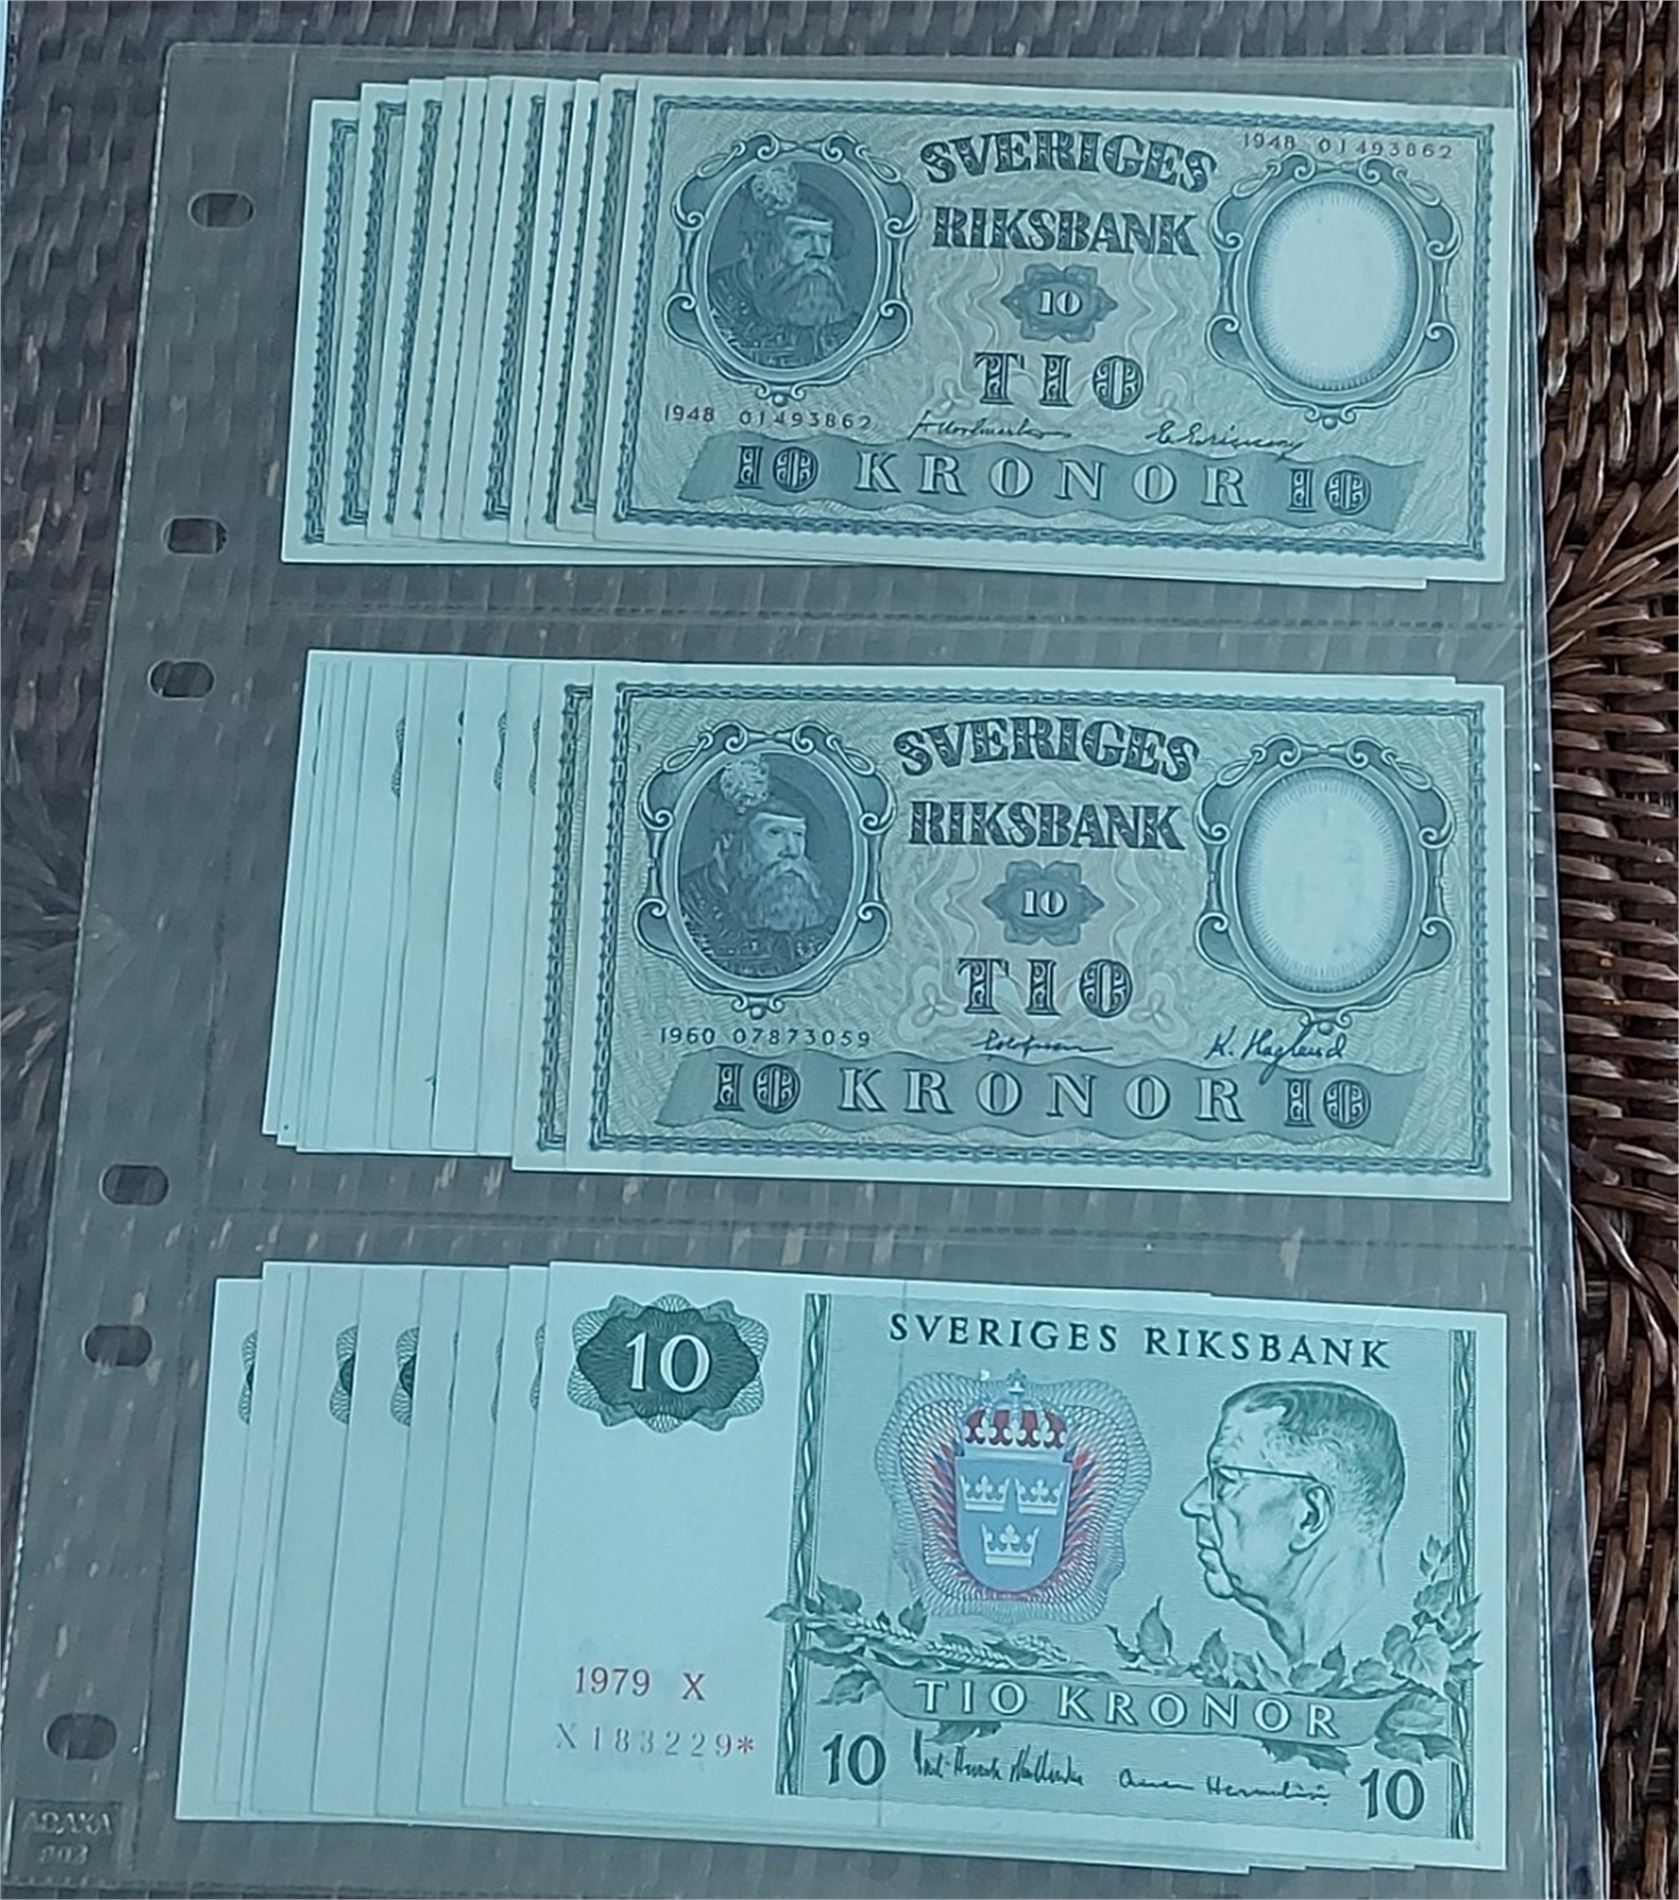 1948 01493862
SVERIGES
RIKSBANK
10
TIO
1948 01493862
10 KRONOR 10
SVERIGES
RIKSBANK
10
TIO
1960 07873059
K. Haglund
10 KRONOR 10
10
SVERIGES RIKSBANK
1979 X
X183229*
TIO KRONOR
10
10